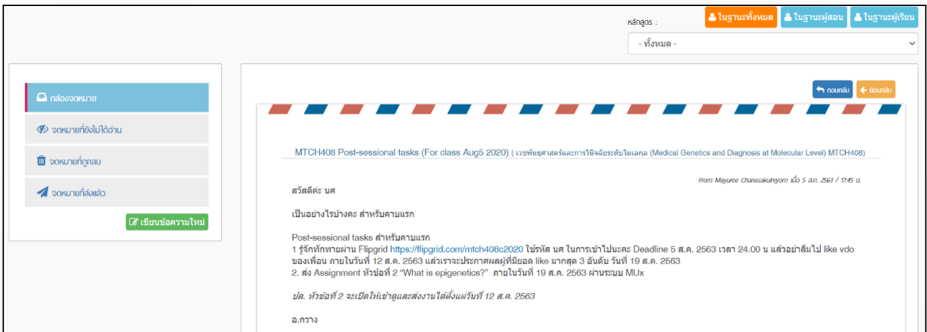 หลักสูตร :
ในฐานะทั้งหมด
ในฐานะผู้สอน
ในฐานะผู้เรียน
- ทั้งหมด -
กล่องจดหมาย
จดหมายที่ยังไม่ได้อ่าน
จดหมายที่ถูกลบ
จดหมายที่ส่งแล้ว
เขียนข้อความใหม่
ตอบกลับ
ย้อนกลับ
MTCH408 Post-sessional tasks (For class Aug5 2020) ( เวชพันธุศาสตร์และการวินิจฉัยระดับโมเลกุล (Medical Genetics and Diagnosis at Molecular Level) MTCH408)
From Mayuree Chanasakulniyom เมื่อ 5 ส.ค. 2563 / 17:45 น.
สวัสดีค่ะ นศ
เป็นอย่างไรบ้างคะ สำหรับคาบแรก
Post-sessional tasks สำหรับคาบแรก
1 รู้จักทักทายผ่าน Flipgrid https://flipgrid.com/mtch408c2020 ใช้รหัส นศ ในการเข้าไปนะคะ Deadline 5 ส.ค. 2563 เวลา 24.00 น แล้วอย่าลืมไป like vdo
ของเพื่อน ภายในวันที่ 12 ส.ค. 2563 แล้วเราจะประกาศผลผู้ที่มียอด like มากสุด 3 อันดับ วันที่ 19 ส.ค. 2563
2. ส่ง Assignment หัวข้อที่ 2 "What is epigenetics?" ภายในวันที่ 19 ส.ค. 2563 ผ่านระบบ MUx
ปล. หัวข้อที่ 2 จะเปิดให้เข้าดูและส่งงานได้ตั้งแต่วันที่ 12 ส.ค. 2563
อ.กวาง